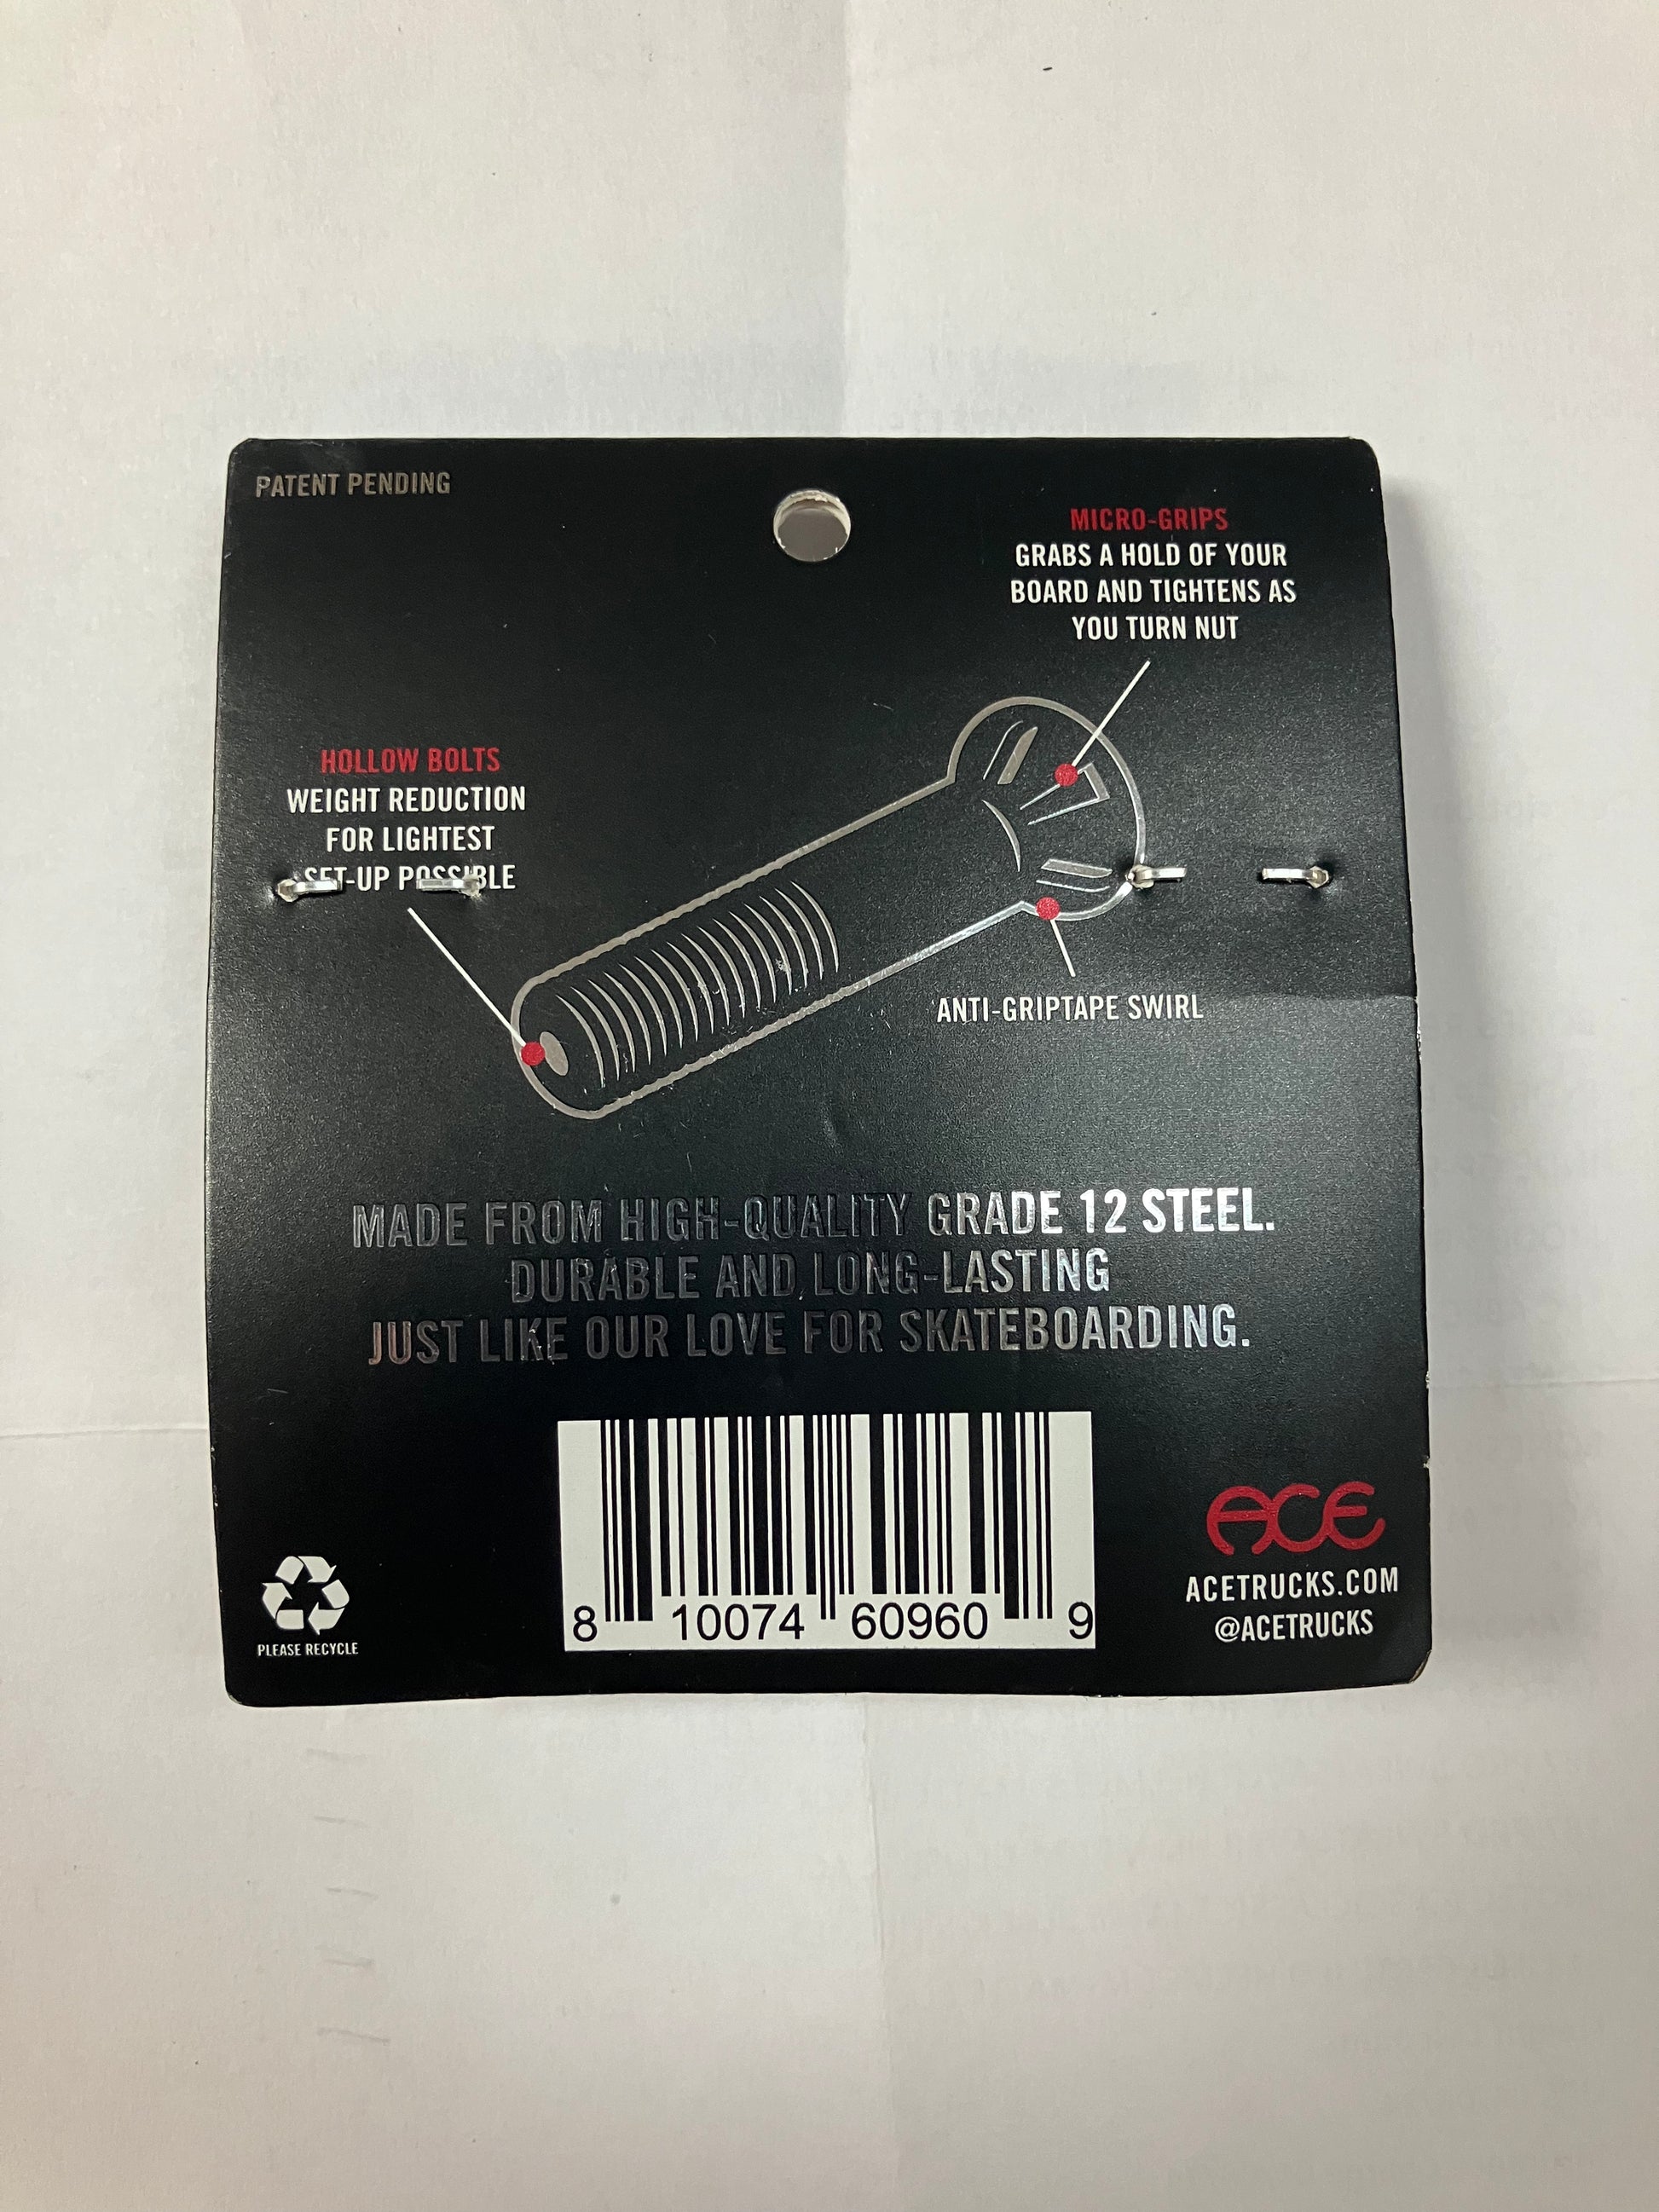 PATENT PENDING
MICRO-GRIPS
GRABS A HOLD OF YOUR
BOARD AND TIGHTENS AS
YOU TURN NUT
HOLLOW BOLTS
WEIGHT REDUCTION
FOR LIGHTEST
SET-UP POSSIBLE
ANTI-GRIPTAPE SWIRL
MADE FROM HIGH-QUALITY GRADE 12 STEEL.
DURABLE AND LONG-LASTING
JUST LIKE OUR LOVE FOR SKATEBOARDING.
8 10074 60960 9
PLEASE RECYCLE
ACE
ACETRUCKS.COM
@ACETRUCKS